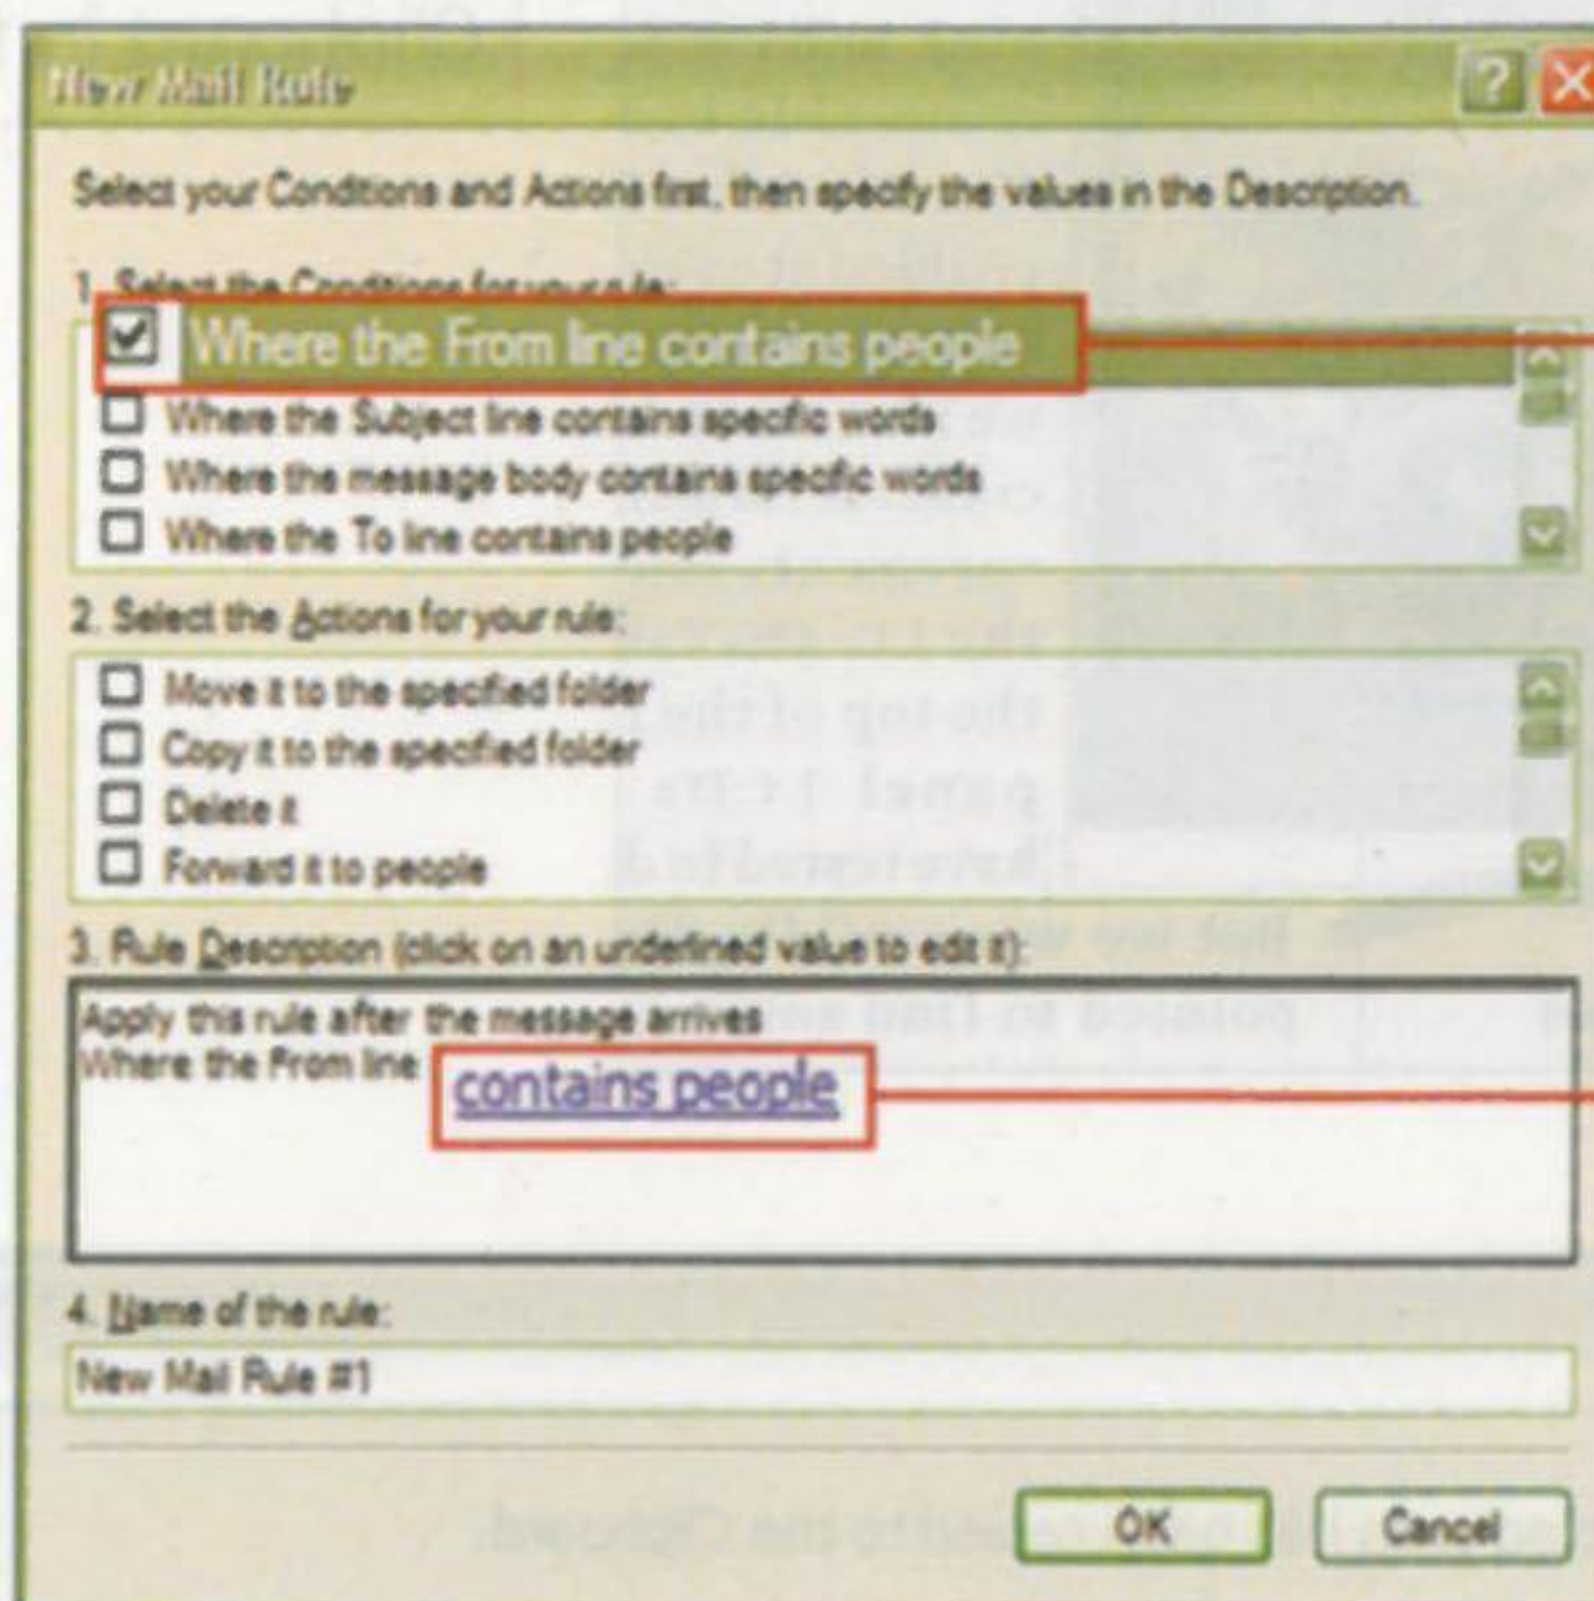 New Mail Rule
Select your Conditions and Actions first, then specify the values in the Description.
1. Select the Conditions for your rule:
Where the From line contains people
Where the Subject line contains specific words
Where the message body contains specific words
Where the To line contains people
2. Select the Actions for your rule:
Move it to the specified folder
Copy it to the specified folder
Delete it
Forward it to people
3. Rule Description (click on an underlined value to edit it):
Apply this rule after the message arrives
Where the From line contains people
4. Name of the rule:
New Mail Rule #1
OK Cancel